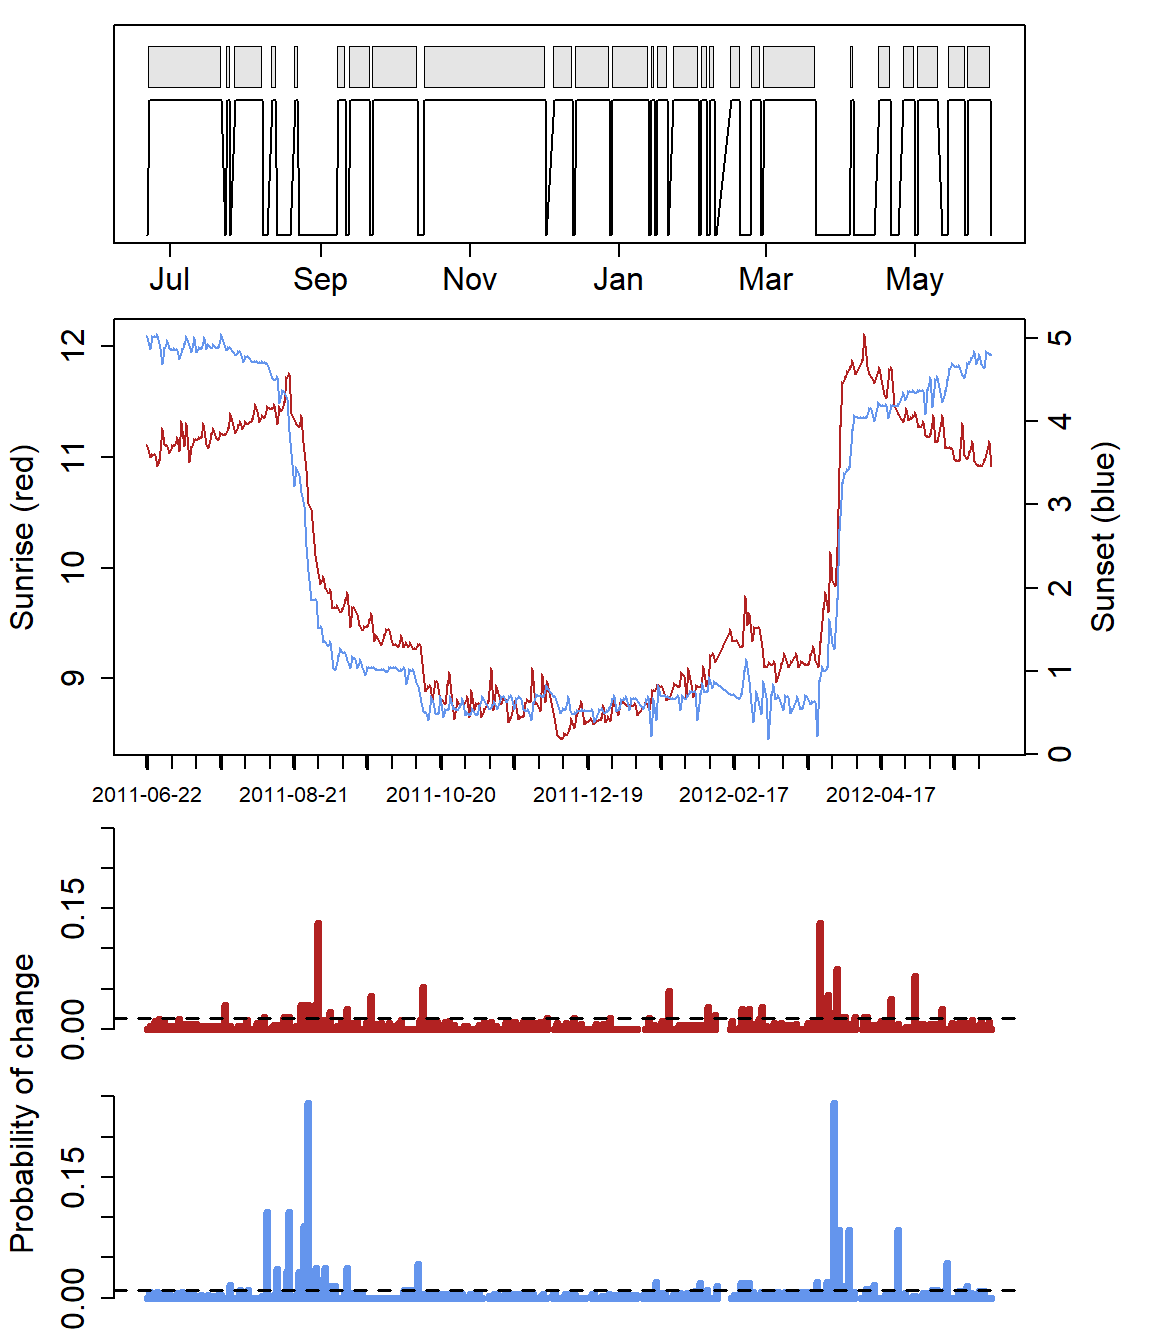 Jul Sep Nov Jan Mar May
12
11
10
9
Sunrise (red)
5
4
3
2
1
0
Sunset (blue)
2011-06-22 2011-08-21 2011-10-20 2011-12-19 2012-02-17 2012-04-17
0.15
0.00
Probability of change
0.15
0.00